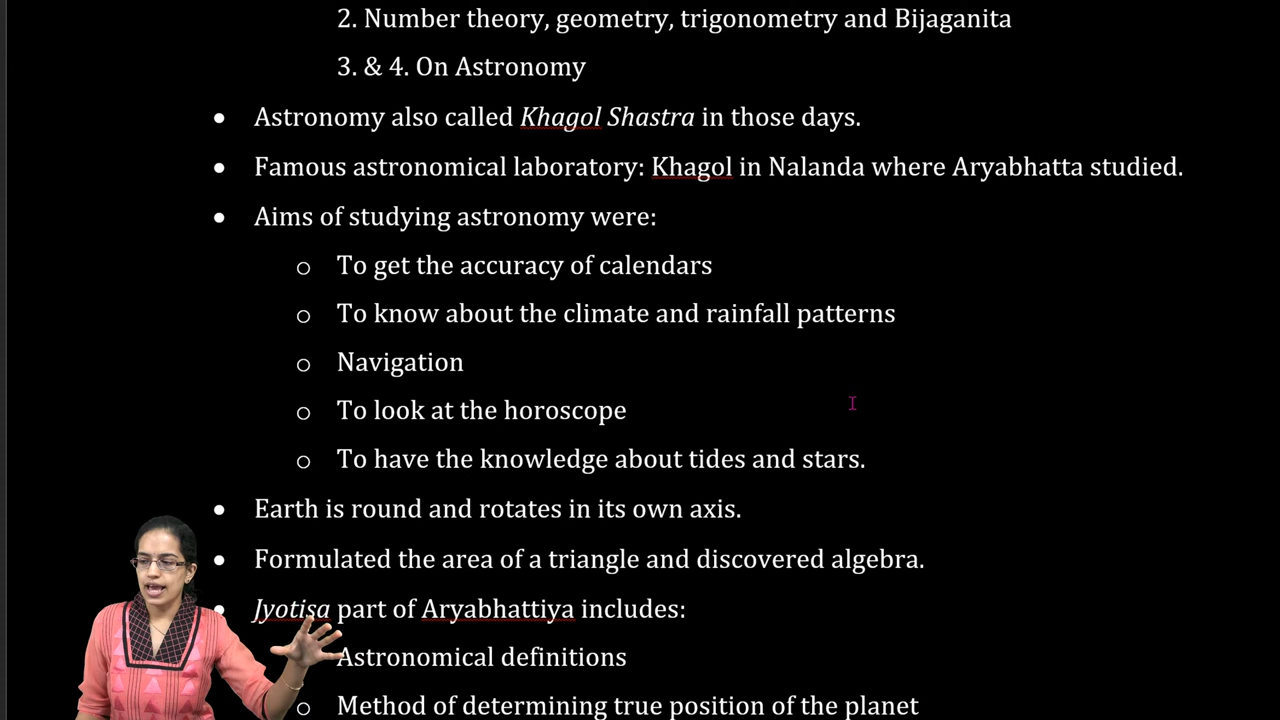 2. Number theory, geometry, trigonometry and Bijaganita
3. & 4. On Astronomy
• Astronomy also called Khagol Shastra in those days.
• Famous astronomical laboratory: Khagol in Nalanda where Aryabhatta studied.
• Aims of studying astronomy were:
o To get the accuracy of calendars
o To know about the climate and rainfall patterns
o Navigation
o To look at the horoscope
o To have the knowledge about tides and stars.
• Earth is round and rotates in its own axis.
• Formulated the area of a triangle and discovered algebra.
• Jyotisa part of Aryabhattiya includes:
Astronomical definitions
o Method of determining true position of the planet